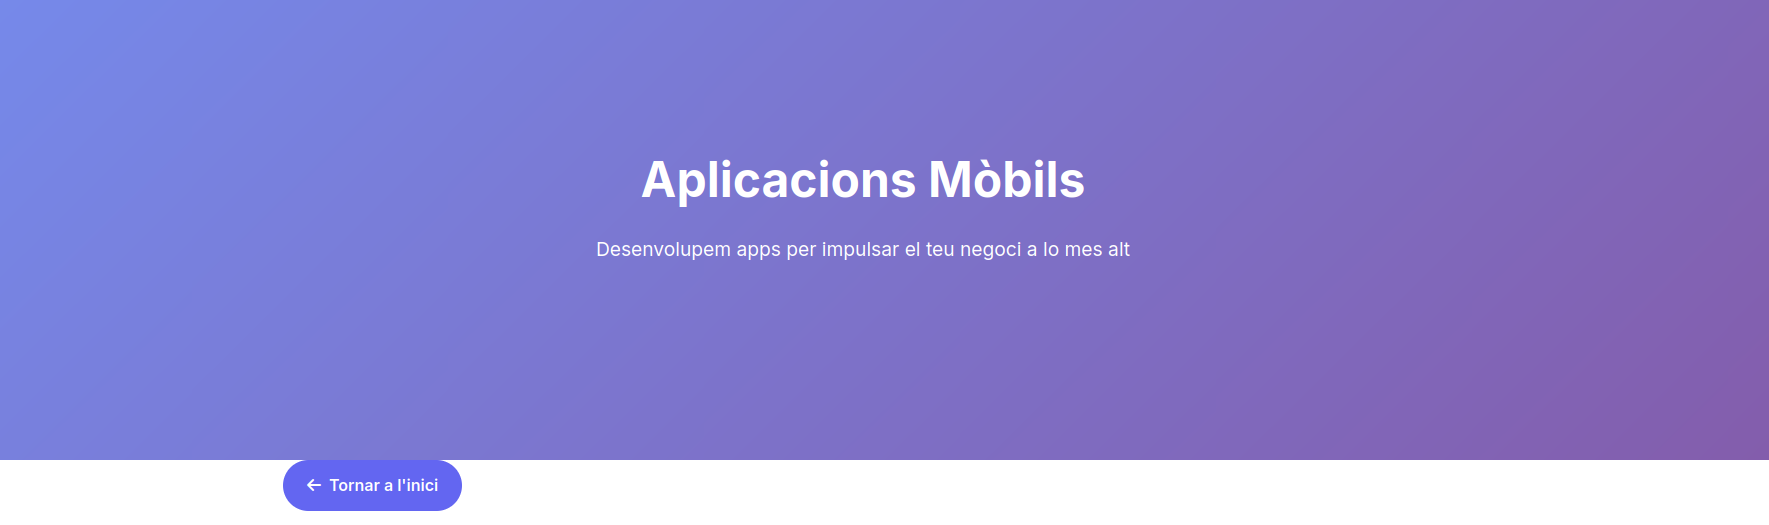 Aplicacions Mòbils
Desenvolupem apps per impulsar el teu negoci a lo mes alt
← Tornar a l'inici